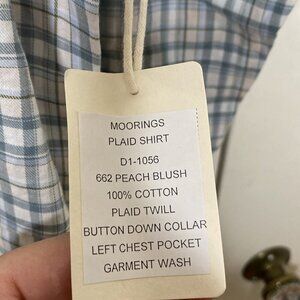 MOORINGS
PLAID SHIRT
D1-1056
662 PEACH BLUSH
100% COTTON
PLAID TWILL
BUTTON DOWN COLLAR
LEFT CHEST POCKET
GARMENT WASH